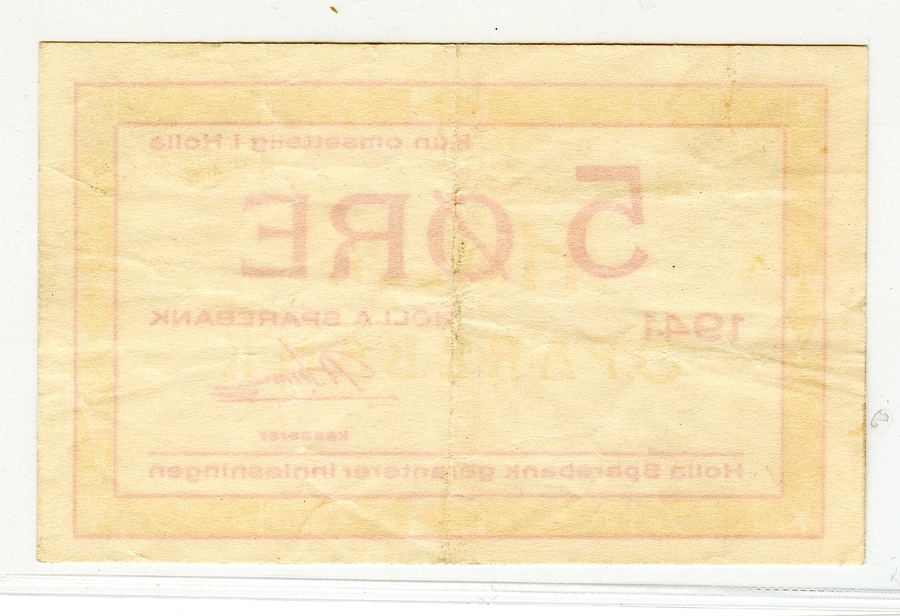 Kun omsettelig i Holla
5 ØRE
1941
HOLLA SPAREBANK
kasserer
Holla Sparebank garanterer innløsningen